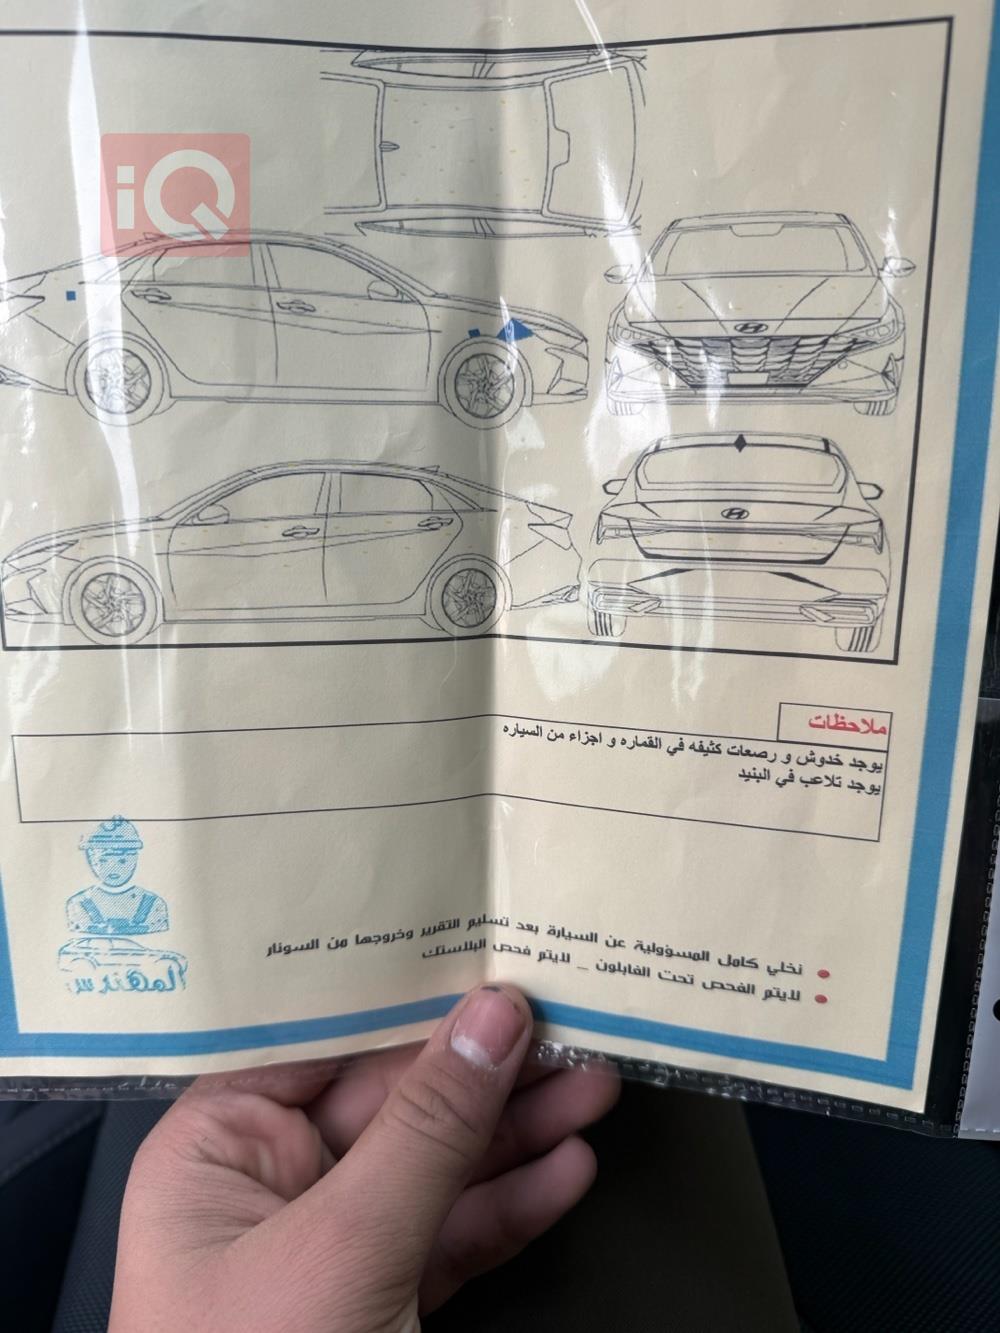 iQ
ملاحظات
يوجد خدوش و رصعات كثيفه في القماره و اجزاء من السياره
يوجد تلاعب في البنيد
نخلي كامل المسؤولية عن السيارة بعد تسليم التقرير وخروجها من السونار
لايتم الفحص تحت الفابلون _ لايتم فحص البلاستك
المهندس